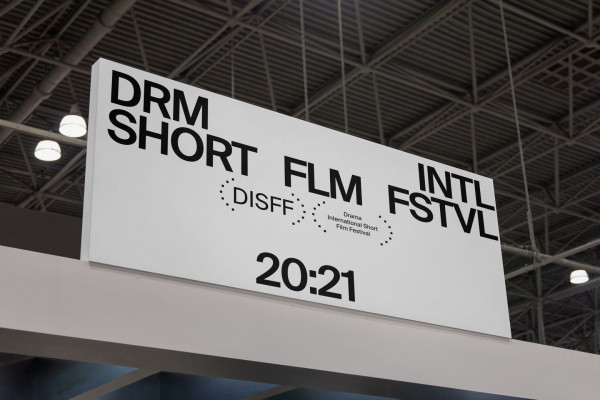 DRM INTL
SHORT FLM FSTVL
DISFF
Drama
International Short
Film Festival
20:21